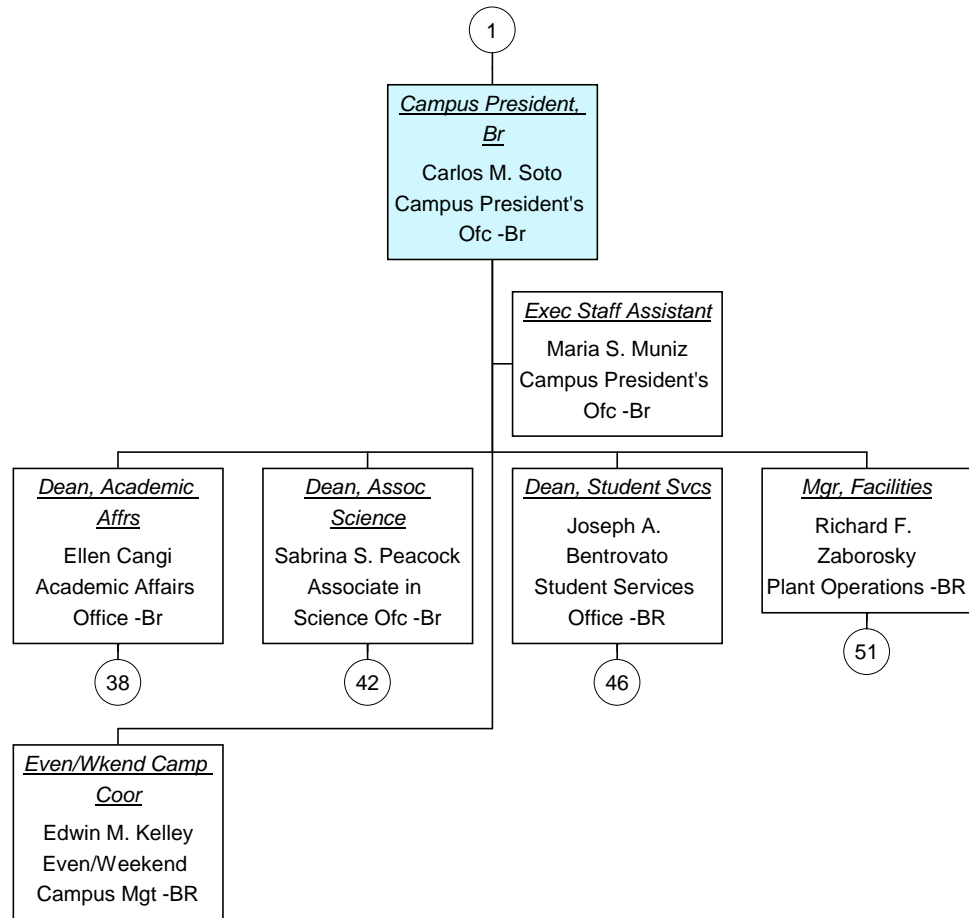 1
Campus President,
Br
Carlos M. Soto
Campus President's
Ofc -Br
Exec Staff Assistant
Maria S. Muniz
Campus President's
Ofc -Br
Dean, Academic
Affrs
Ellen Cangi
Academic Affairs
Office -Br
38
Dean, Assoc
Science
Sabrina S. Peacock
Associate in
Science Ofc -Br
42
Dean, Student Svcs
Joseph A.
Bentrovato
Student Services
Office -BR
46
Mgr, Facilities
Richard F.
Zaborosky
Plant Operations -BR
51
Even/Wkend Camp
Coor
Edwin M. Kelley
Even/Weekend
Campus Mgt -BR